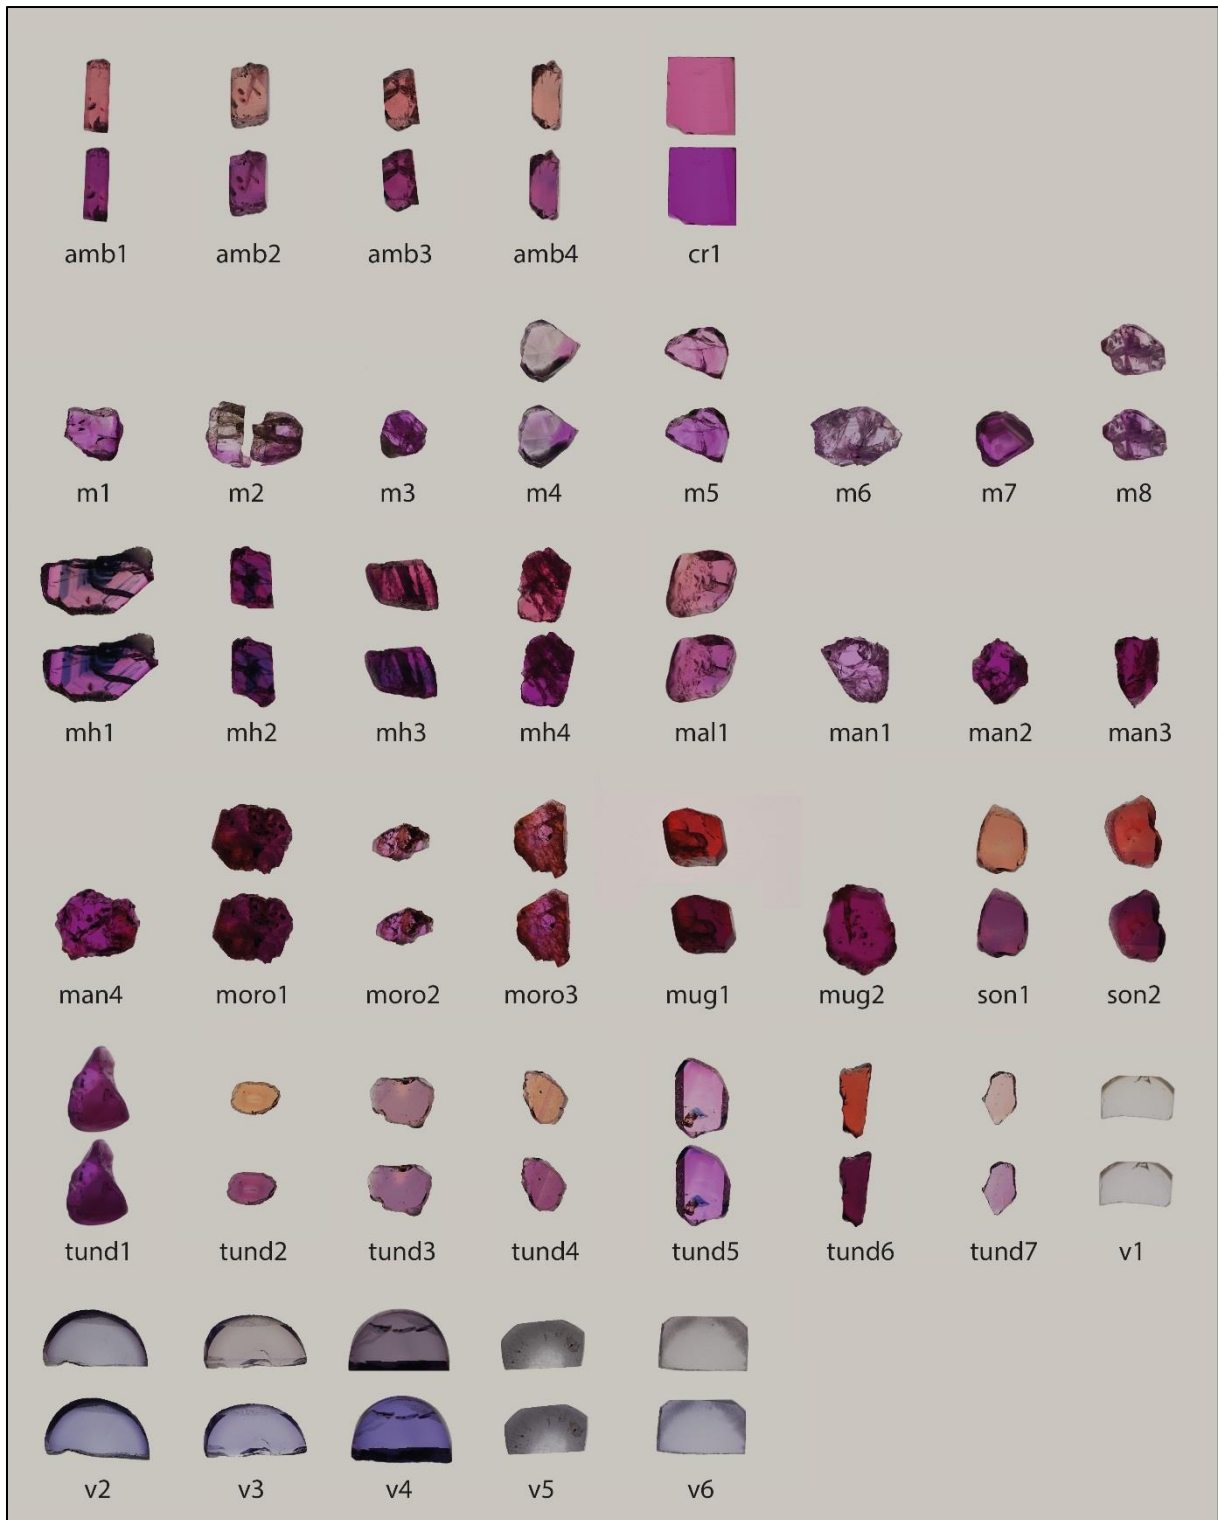 amb1 amb2 amb3 amb4 cr1
m1 m2 m3 m4 m5 m6 m7 m8
mh1 mh2 mh3 mh4 mal1 man1 man2 man3
man4 moro1 moro2 moro3 mug1 mug2 son1 son2
tund1 tund2 tund3 tund4 tund5 tund6 tund7 v1
v2 v3 v4 v5 v6